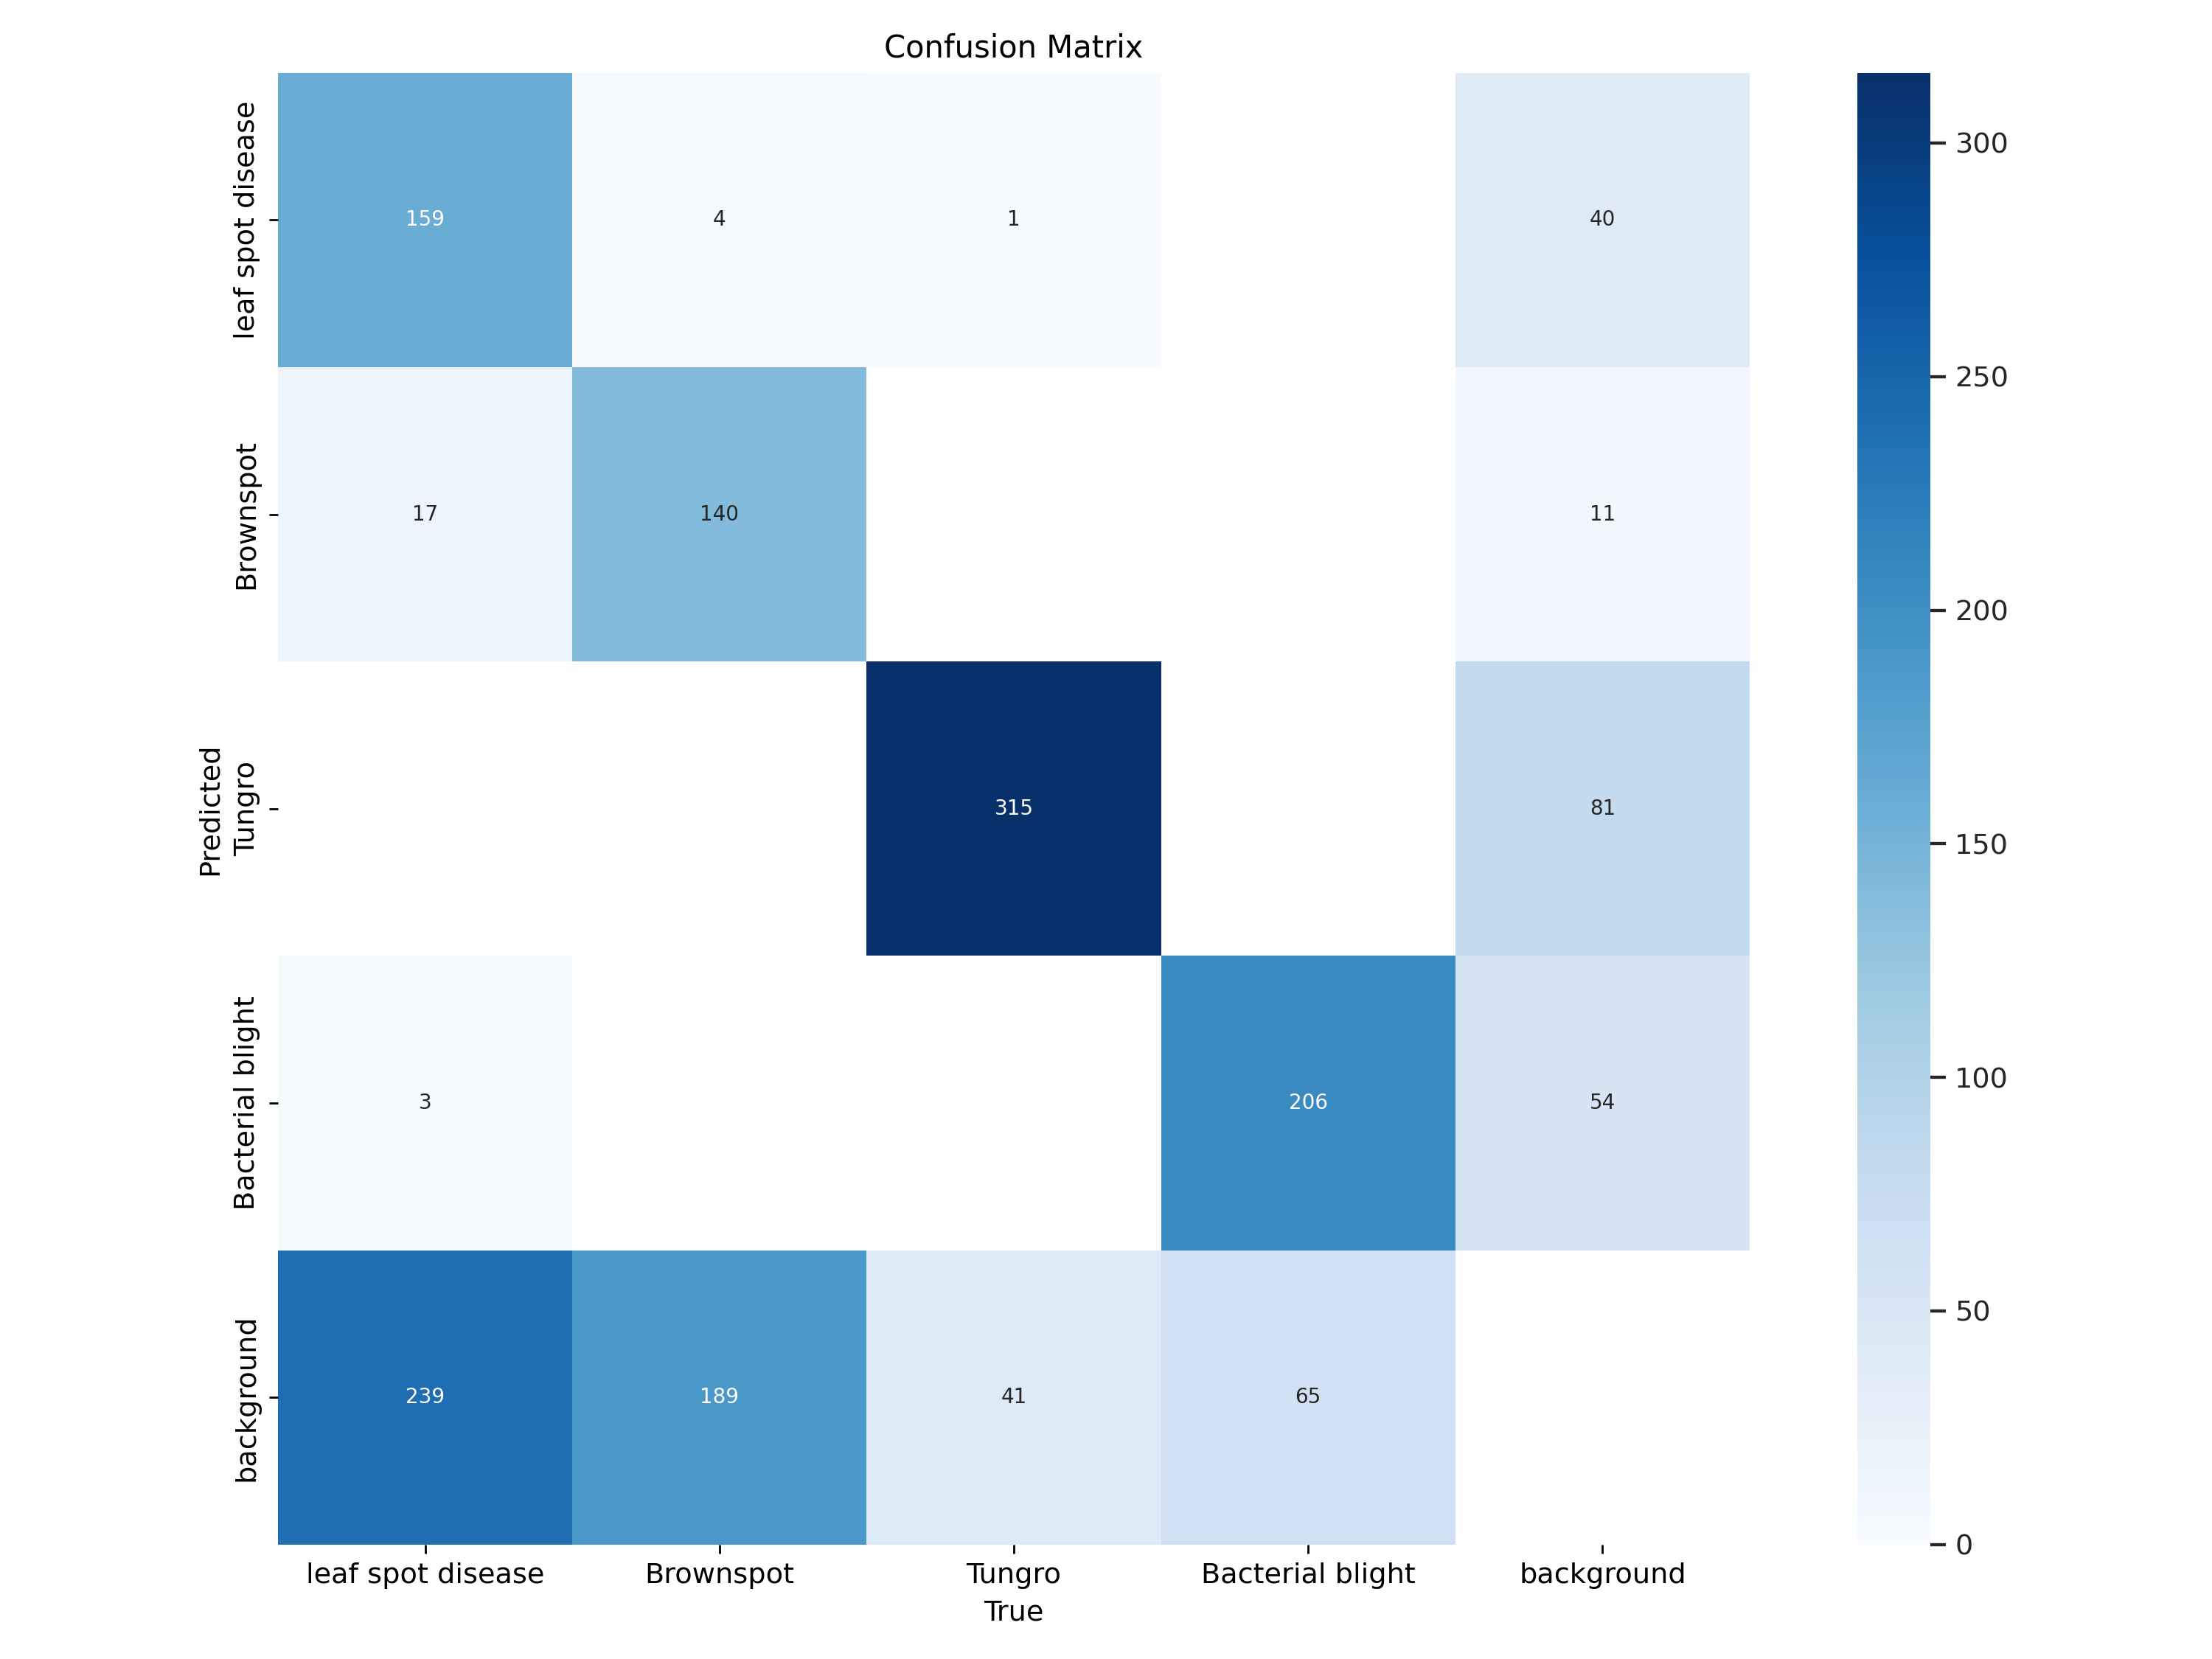 Confusion Matrix
leaf spot disease
159
4
1
40
Brownspot
17
140
11
Predicted
Tungro
315
81
Bacterial blight
3
206
54
background
239
189
41
65
leaf spot disease
Brownspot
Tungro
Bacterial blight
background
True
300
250
200
150
100
50
0